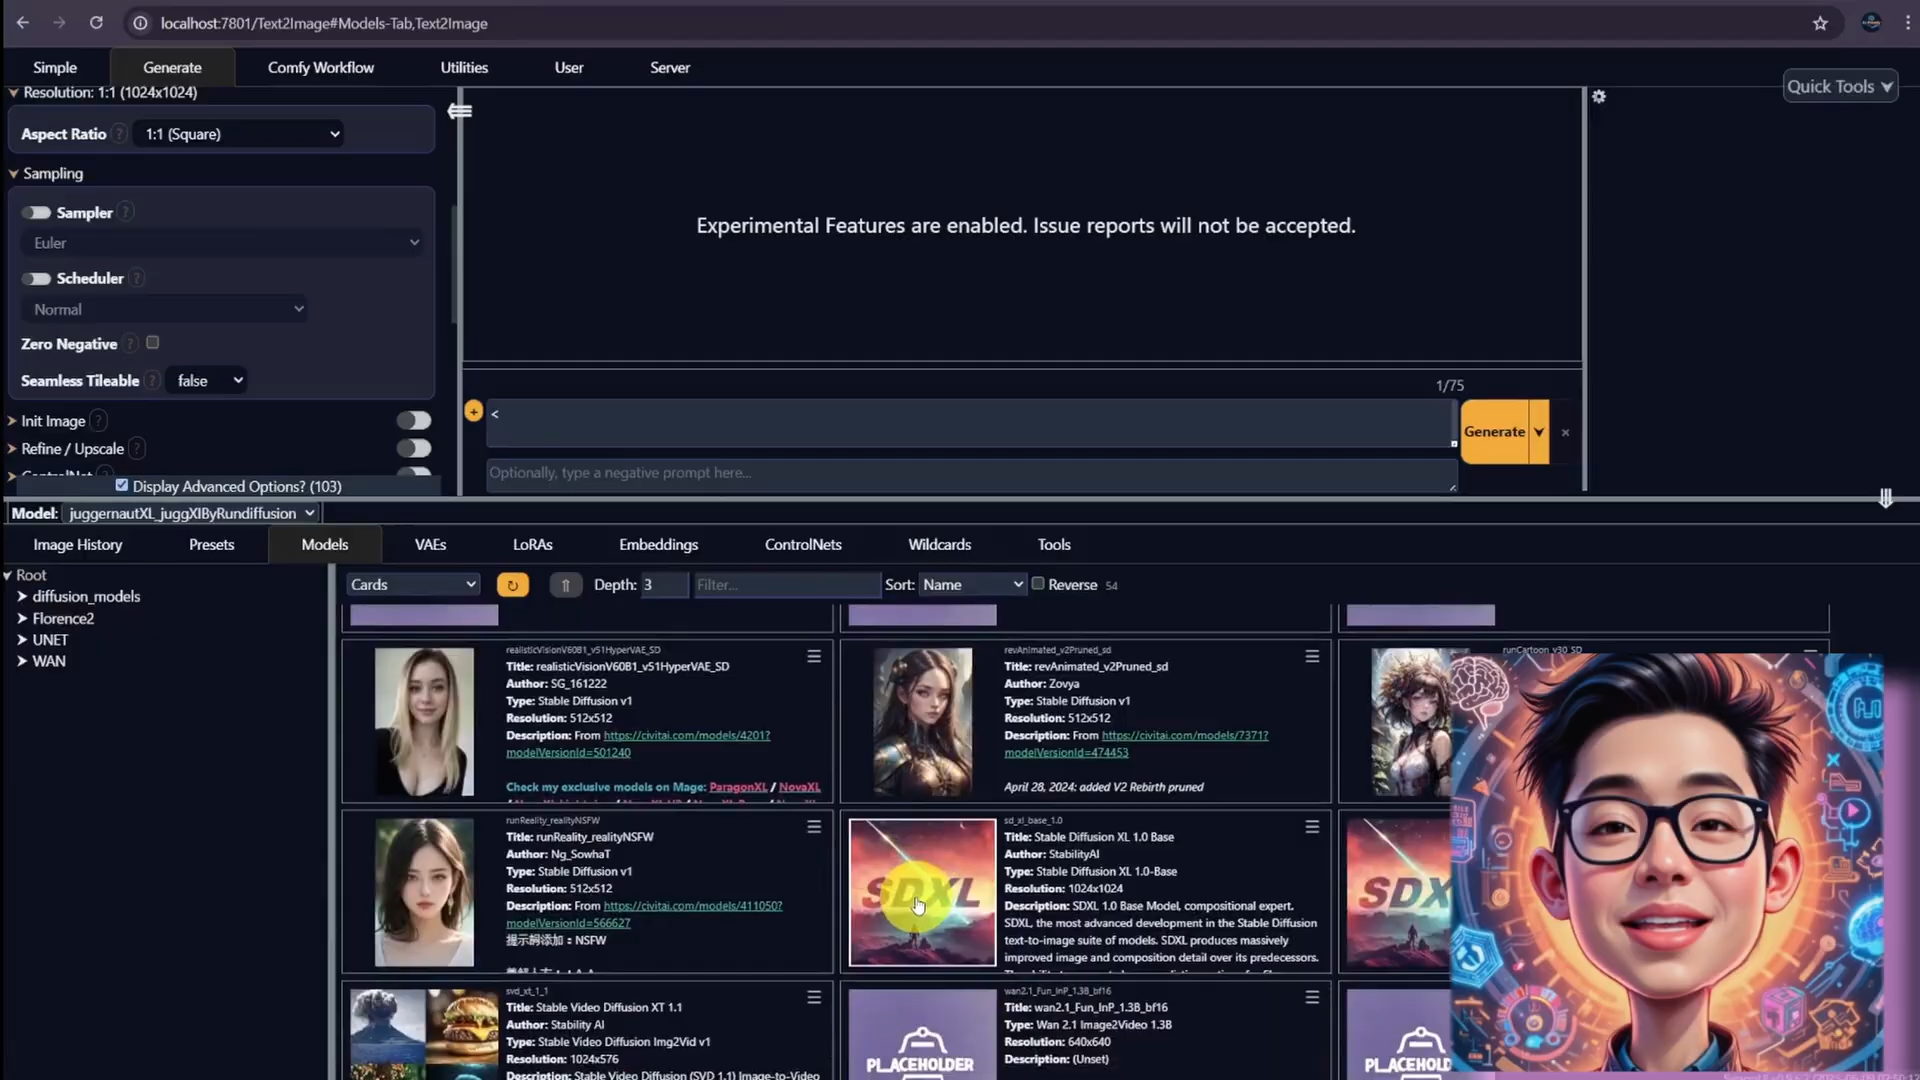 localhost:7801/Text2Image#Models-Tab,Text2Image
Simple
Generate
Comfy Workflow
Utilities
User
Server
Quick Tools
Resolution: 1:1 (1024x1024)
Aspect Ratio ? 1:1 (Square)
Sampling
Sampler ?
Euler
Scheduler ?
Normal
Zero Negative ?
Seamless Tileable ? false
Init Image ?
Refine / Upscale ?
ControlNet ?
Display Advanced Options? (103)
Experimental Features are enabled. Issue reports will not be accepted.
1/75
<
Optionally, type a negative prompt here...
Generate
Model: juggernautXL_juggXIByRundiffusion
Image History
Presets
Models
VAEs
LoRAs
Embeddings
ControlNets
Wildcards
Tools
Root
diffusion_models
Florence2
UNET
WAN
Cards
Depth: 3
Filter...
Sort: Name
Reverse 54
realisticVisionV60B1_v51HyperVAE_SD
Title: realisticVisionV60B1_v51HyperVAE_SD
Author: SG_161222
Type: Stable Diffusion v1
Resolution: 512x512
Description: From https://civitai.com/models/4201?
modelVersionId=501240
Check my exclusive models on Mage: ParagonXL / NovaXL
revAnimated_v2Pruned_sd
Title: revAnimated_v2Pruned_sd
Author: Zovya
Type: Stable Diffusion v1
Resolution: 512x512
Description: From https://civitai.com/models/7371?
modelVersionId=474453
April 28, 2024: added V2 Rebirth pruned
runCartoon_v30_SD
runReality_realityNSFW
Title: runReality_realityNSFW
Author: Ng_SowhaT
Type: Stable Diffusion v1
Resolution: 512x512
Description: From https://civitai.com/models/411050?
modelVersionId=566627
提示詞添加：NSFW
SDXL
sd_xl_base_1.0
Title: Stable Diffusion XL 1.0 Base
Author: StabilityAI
Type: Stable Diffusion XL 1.0-Base
Resolution: 1024x1024
Description: SDXL 1.0 Base Model, compositional expert.
SDXL, the most advanced development in the Stable Diffusion
text-to-image suite of models. SDXL produces massively
improved image and composition detail over its predecessors.
SDX
svd_xt_1_1
Title: Stable Video Diffusion XT 1.1
Author: Stability AI
Type: Stable Video Diffusion Img2Vid v1
Resolution: 1024x576
Description: Stable Video Diffusion (SVD 1.1) Image-to-Video
PLACEHOLDER
wan2.1_Fun_InP_1.3B_bf16
Title: wan2.1_Fun_InP_1.3B_bf16
Type: Wan 2.1 Image2Video 1.3B
Resolution: 640x640
Description: (Unset)
PLACEHOLD